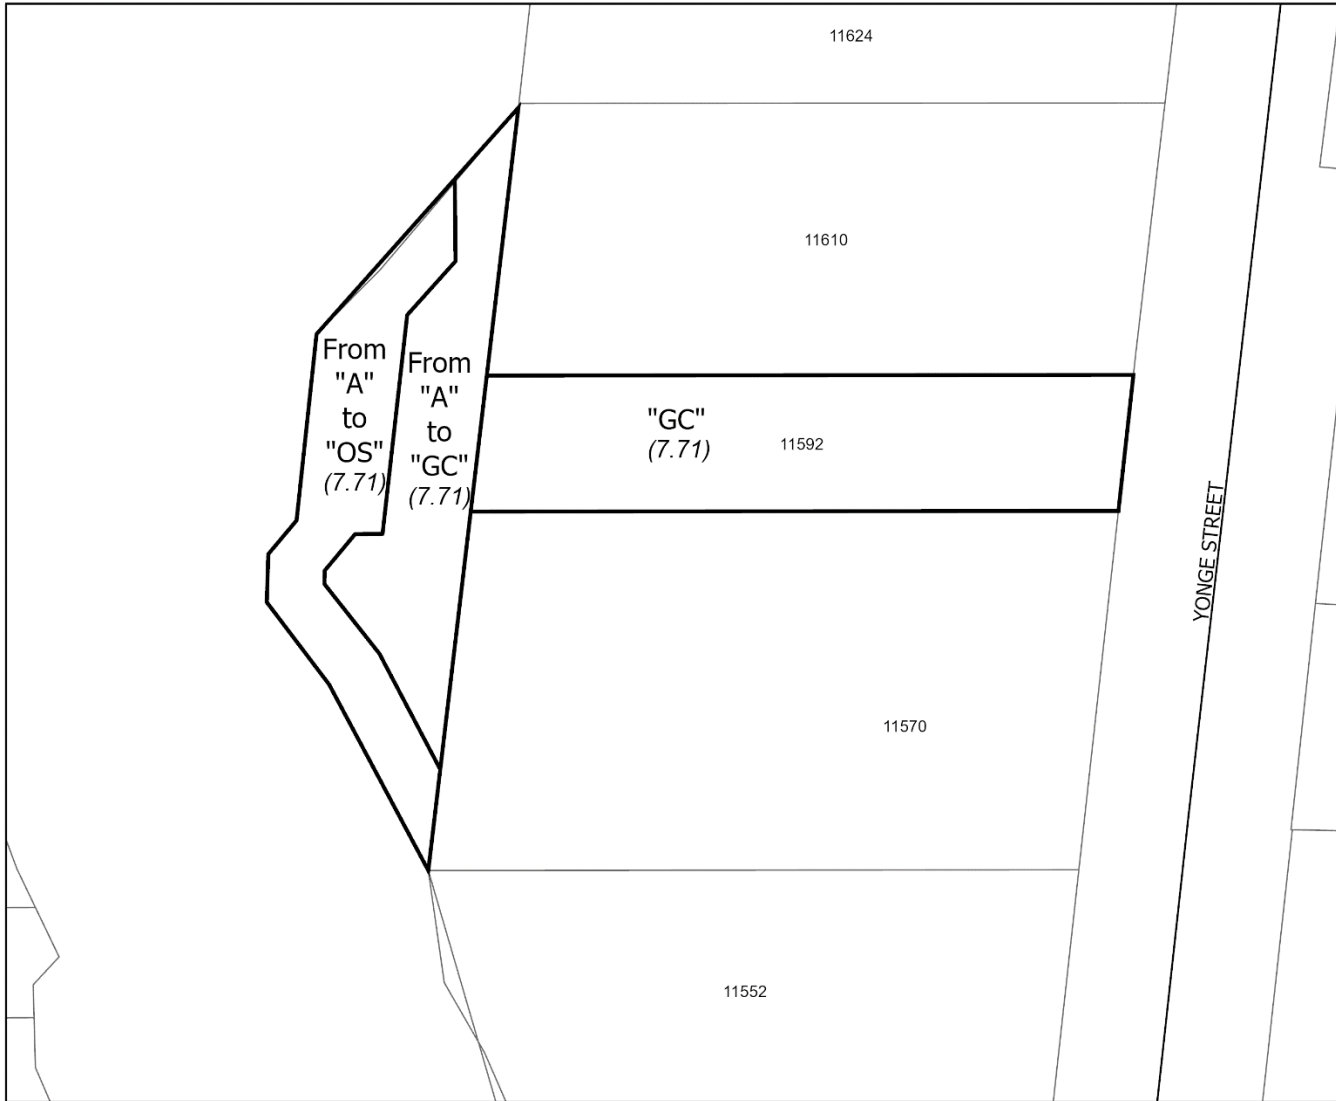 11624
11610
From
"A"
to
"OS"
(7.71)
From
"A"
to
"GC"
(7.71)
"GC"
(7.71)
11592
YONGE STREET
11570
11552